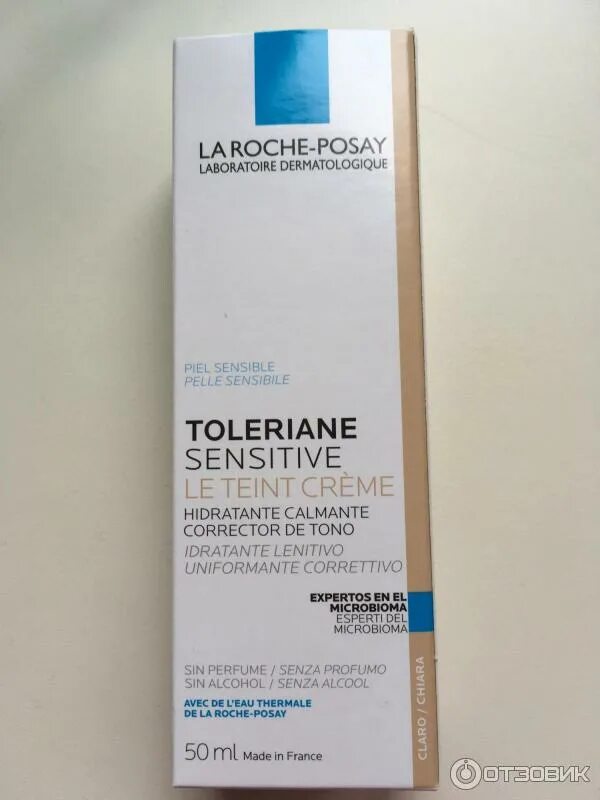 LA ROCHE-POSAY
LABORATOIRE DERMATOLOGIQUE
PIEL SENSIBLE
PELLE SENSIBILE
TOLERIANE
SENSITIVE
LE TEINT CRÈME
HIDRATANTE CALMANTE
CORRECTOR DE TONO
IDRATANTE LENITIVO
UNIFORMANTE CORRETTIVO
EXPERTOS EN EL
MICROBIOMA
ESPERTI DEL
MICROBIOMA
SIN PERFUME / SENZA PROFUMO
SIN ALCOHOL / SENZA ALCOOL
AVEC DE L'EAU THERMALE
DE LA ROCHE-POSAY
50 ml Made in France
CLARO / CHIARA
ОТЗОВИК